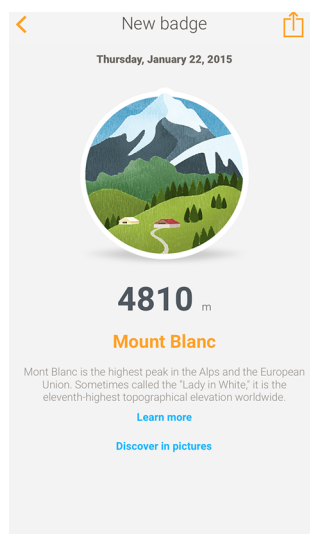 New badge
Thursday, January 22, 2015
4810 m
Mount Blanc
Mont Blanc is the highest peak in the Alps and the European
Union. Sometimes called the "Lady in White," it is the
eleventh-highest topographical elevation worldwide.
Learn more
Discover in pictures